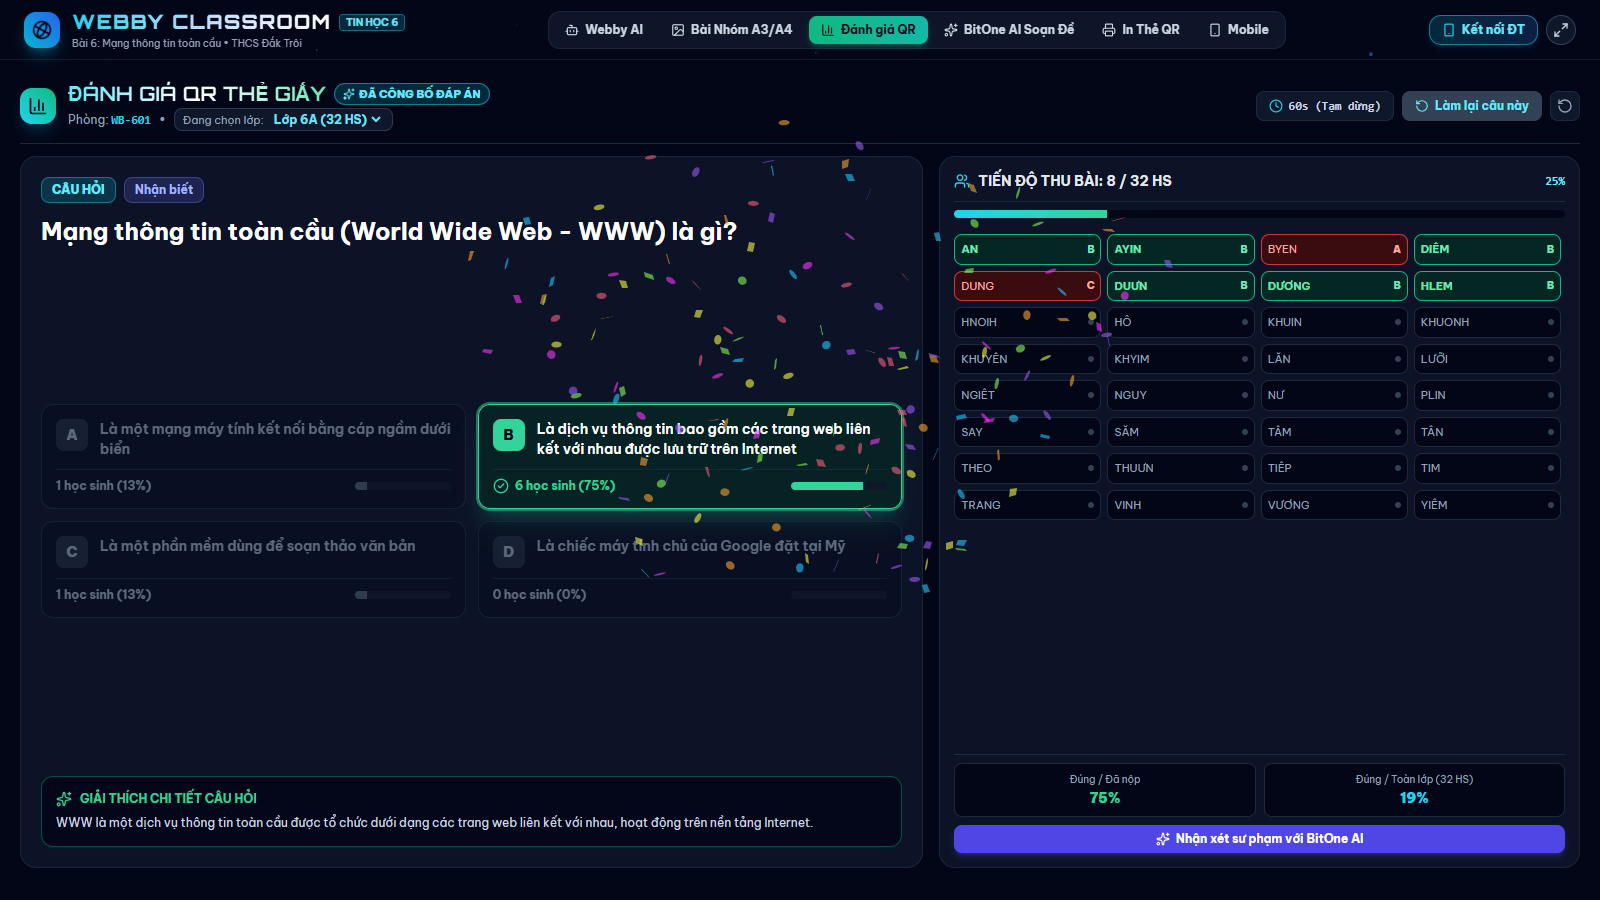 WEBBY CLASSROOM TIN HỌC 6
Bài 6: Mạng thông tin toàn cầu • THCS Đắk Trôi
Webby AI
Bài Nhóm A3/A4
Đánh giá QR
BitOne AI Soạn Đề
In Thẻ QR
Mobile
Kết nối ĐT
ĐÁNH GIÁ QR THẺ GIẤY
ĐÃ CÔNG BỐ ĐÁP ÁN
Phòng: WB-601 • Đang chọn lớp: Lớp 6A (32 HS)
60s (Tạm dừng)
Làm lại câu này
CÂU HỎI
Nhận biết
Mạng thông tin toàn cầu (World Wide Web - WWW) là gì?
A
Là một mạng máy tính kết nối bằng cáp ngầm dưới
biển
1 học sinh (13%)
B
Là dịch vụ thông tin bao gồm các trang web liên
kết với nhau được lưu trữ trên Internet
6 học sinh (75%)
C
Là một phần mềm dùng để soạn thảo văn bản
1 học sinh (13%)
D
Là chiếc máy tính chủ của Google đặt tại Mỹ
0 học sinh (0%)
GIẢI THÍCH CHI TIẾT CÂU HỎI
WWW là một dịch vụ thông tin toàn cầu được tổ chức dưới dạng các trang web liên kết với nhau, hoạt động trên nền tảng Internet.
TIẾN ĐỘ THU BÀI: 8 / 32 HS
25%
AN B
AYIN B
BYEN A
DIÊM B
DUNG C
DUƯN B
DƯƠNG B
HLEM B
HNOIH
HÔ
KHUIN
KHUONH
KHUYÊN
KHYIM
LĂN
LƯỠI
NGIÊT
NGUY
NƯ
PLIN
SAY
SĂM
TÂM
TÂN
THEO
THUƯN
TIẾP
TIM
TRANG
VINH
VƯƠNG
YIÊM
Đúng / Đã nộp
75%
Đúng / Toàn lớp (32 HS)
19%
Nhận xét sư phạm với BitOne AI